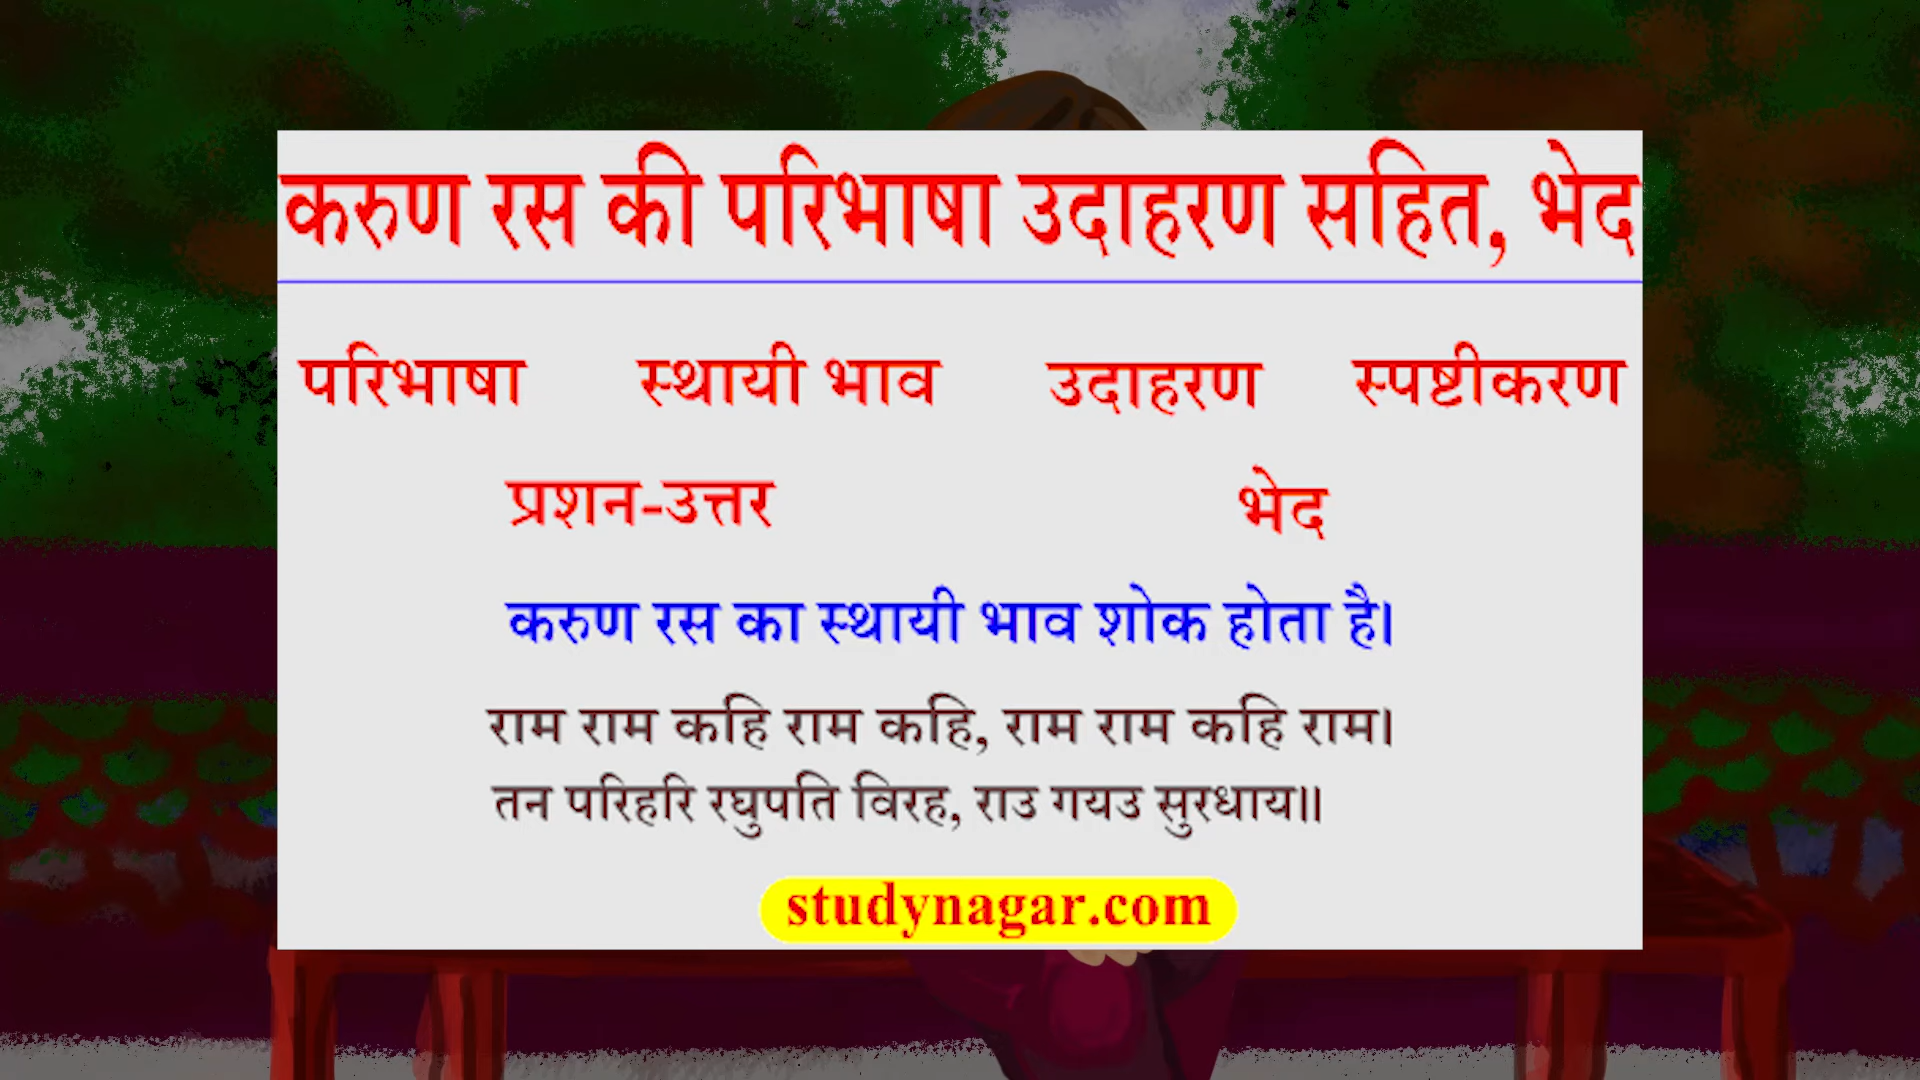 करुण रस की परिभाषा उदाहरण सहित, भेद
परिभाषा स्थायी भाव उदाहरण स्पष्टीकरण
प्रशन-उत्तर भेद
करुण रस का स्थायी भाव शोक होता है।
राम राम कहि राम कहि, राम राम कहि राम।
तन परिहरि रघुपति विरह, राउ गयउ सुरधाय॥
studynagar.com